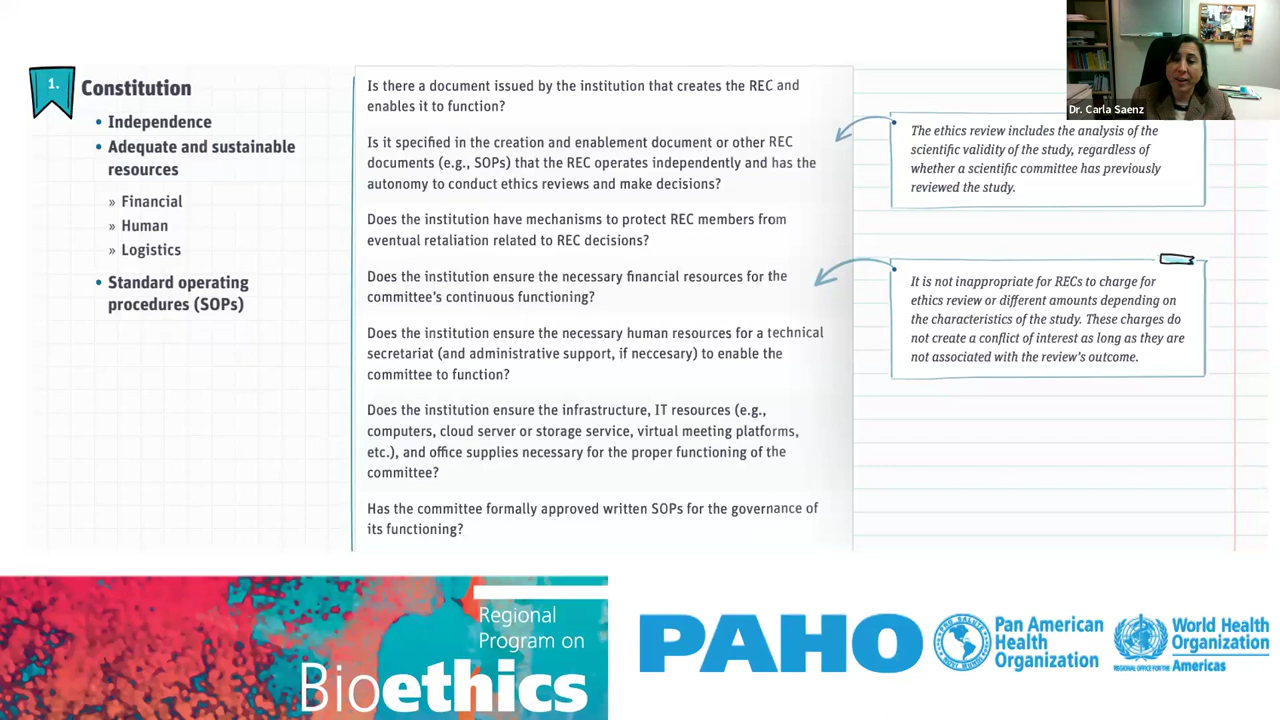 Dr. Carla Saenz
1.
Constitution
• Independence
• Adequate and sustainable
resources
» Financial
» Human
» Logistics
• Standard operating
procedures (SOPs)
Is there a document issued by the institution that creates the REC and
enables it to function?
Is it specified in the creation and enablement document or other REC
documents (e.g., SOPs) that the REC operates independently and has the
autonomy to conduct ethics reviews and make decisions?
Does the institution have mechanisms to protect REC members from
eventual retaliation related to REC decisions?
Does the institution ensure the necessary financial resources for the
committee's continuous functioning?
Does the institution ensure the necessary human resources for a technical
secretariat (and administrative support, if neccesary) to enable the
committee to function?
Does the institution ensure the infrastructure, IT resources (e.g.,
computers, cloud server or storage service, virtual meeting platforms,
etc.), and office supplies necessary for the proper functioning of the
committee?
Has the committee formally approved written SOPs for the governance of
its functioning?
The ethics review includes the analysis of the
scientific validity of the study, regardless of
whether a scientific committee has previously
reviewed the study.
It is not inappropriate for RECs to charge for
ethics review or different amounts depending on
the characteristics of the study. These charges do
not create a conflict of interest as long as they are
not associated with the review's outcome.
Regional
Program on
Bioethics
PAHO
Pan American
Health
Organization
World Health
Organization
REGIONAL OFFICE FOR THE Americas